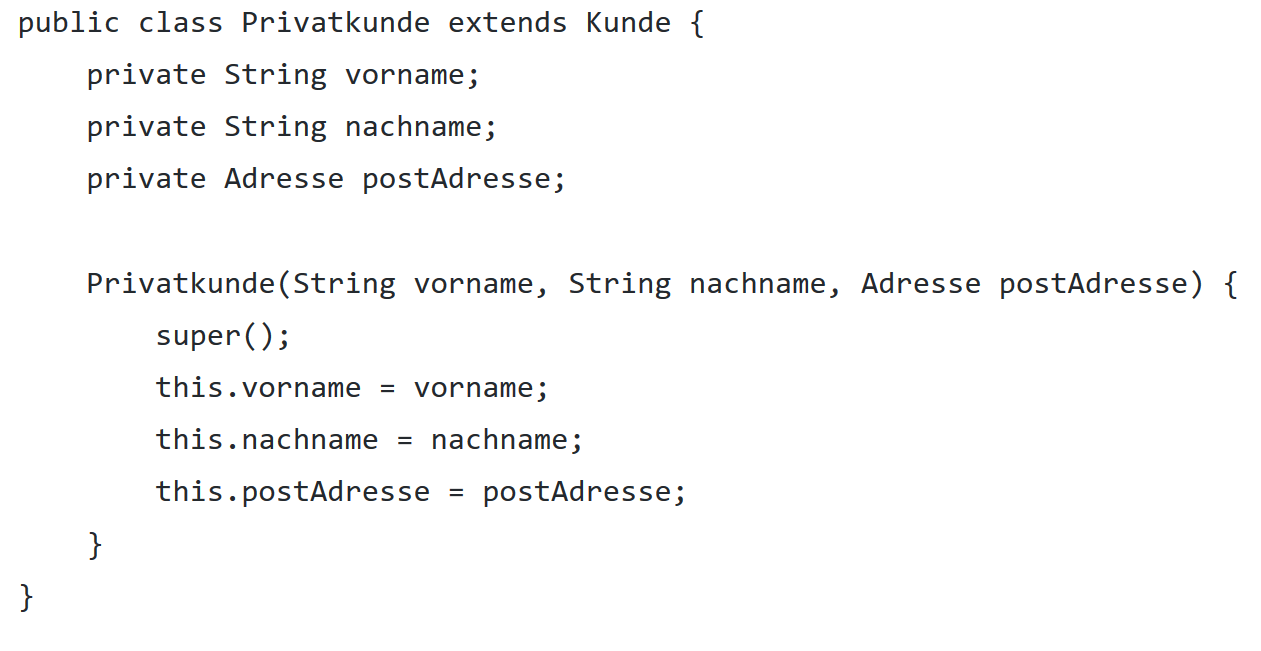 public class Privatkunde extends Kunde {
    private String vorname;
    private String nachname;
    private Adresse postAdresse;

    Privatkunde(String vorname, String nachname, Adresse postAdresse) {
        super();
        this.vorname = vorname;
        this.nachname = nachname;
        this.postAdresse = postAdresse;
    }
}